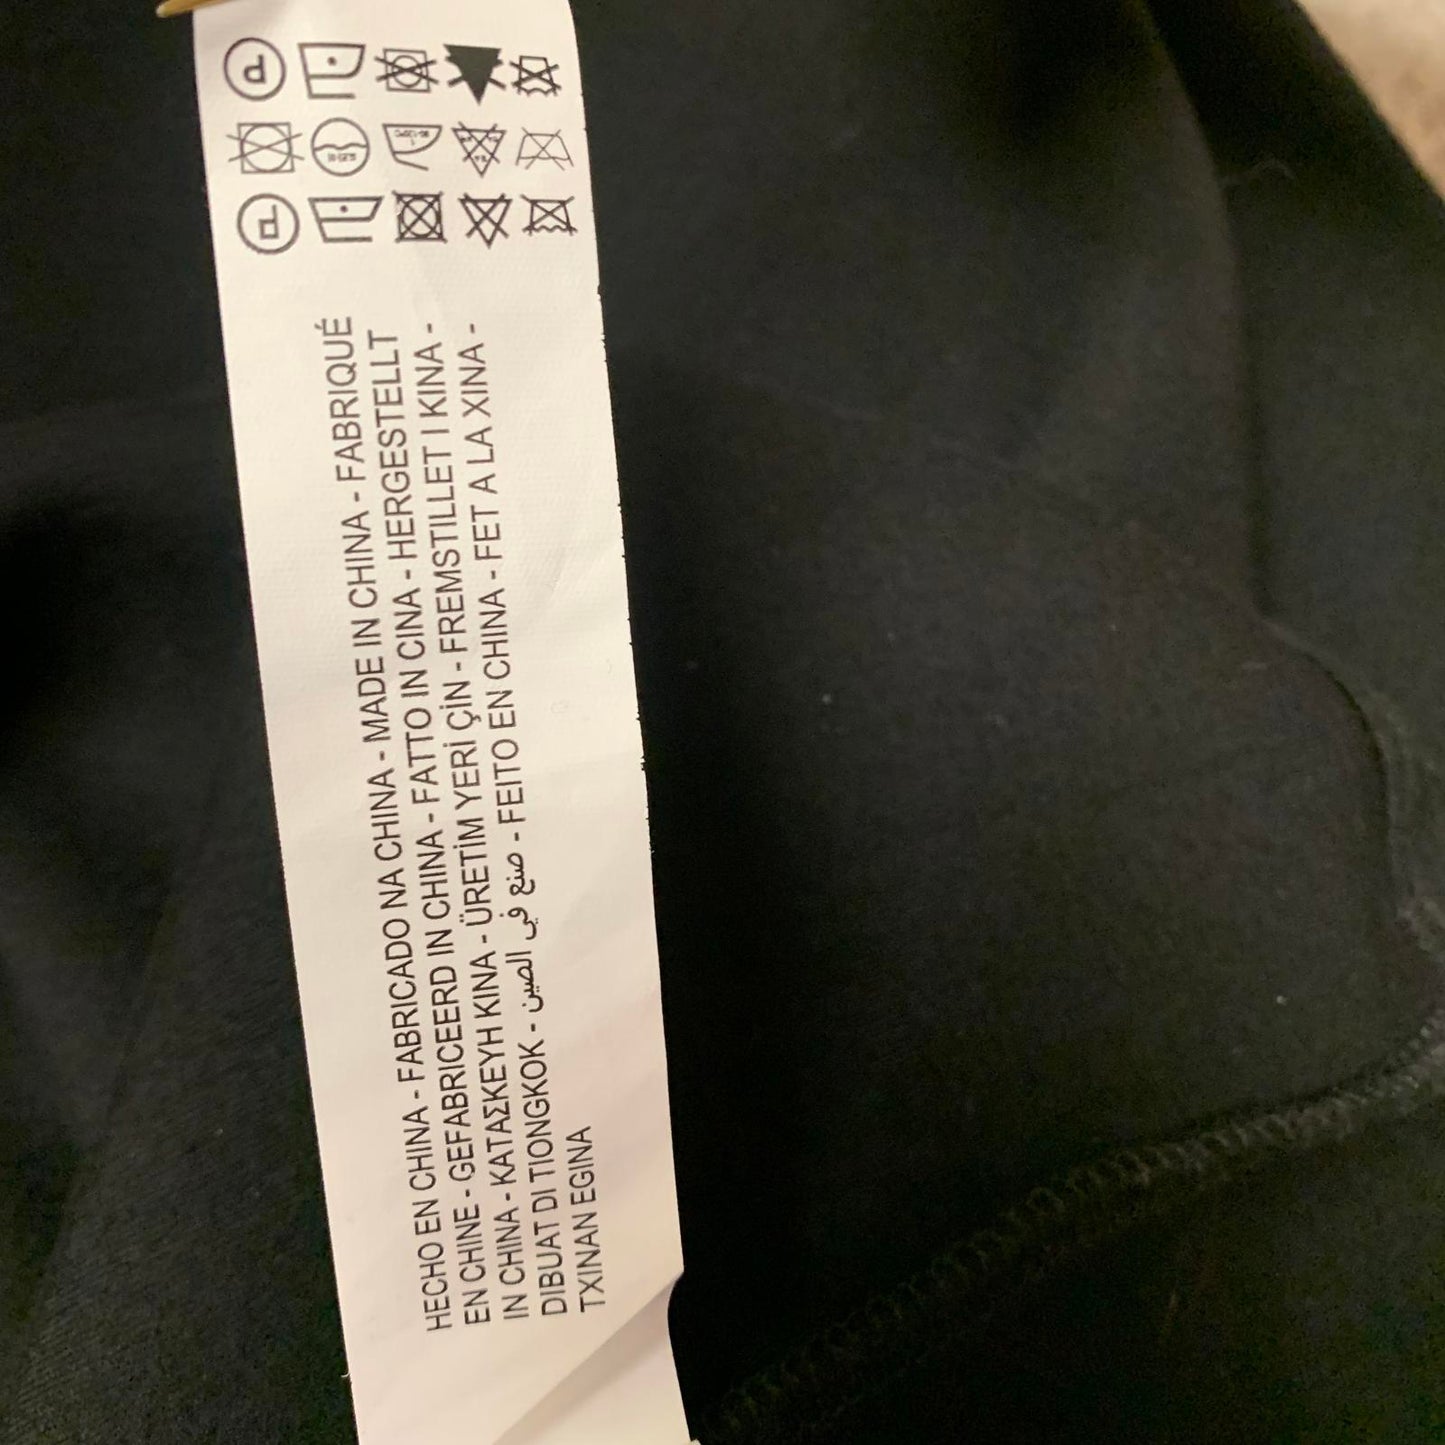 HECHO EN CHINA - FABRICADO NA CHINA - MADE IN CHINA - FABRIQUÉ
EN CHINE - GEFABRICEERD IN CHINA - FATTO IN CINA - HERGESTELLT
IN CHINA - ΚΑΤΑΣΚΕΥΗ ΚΙΝΑ - ÜRETİM YERİ ÇİN - FREMSTILLET I KINA -
DIBUAT DI TIONGKOK - صنع في الصين - FEITO EN CHINA - FET A LA XINA -
TXINAN EGINA
P
P